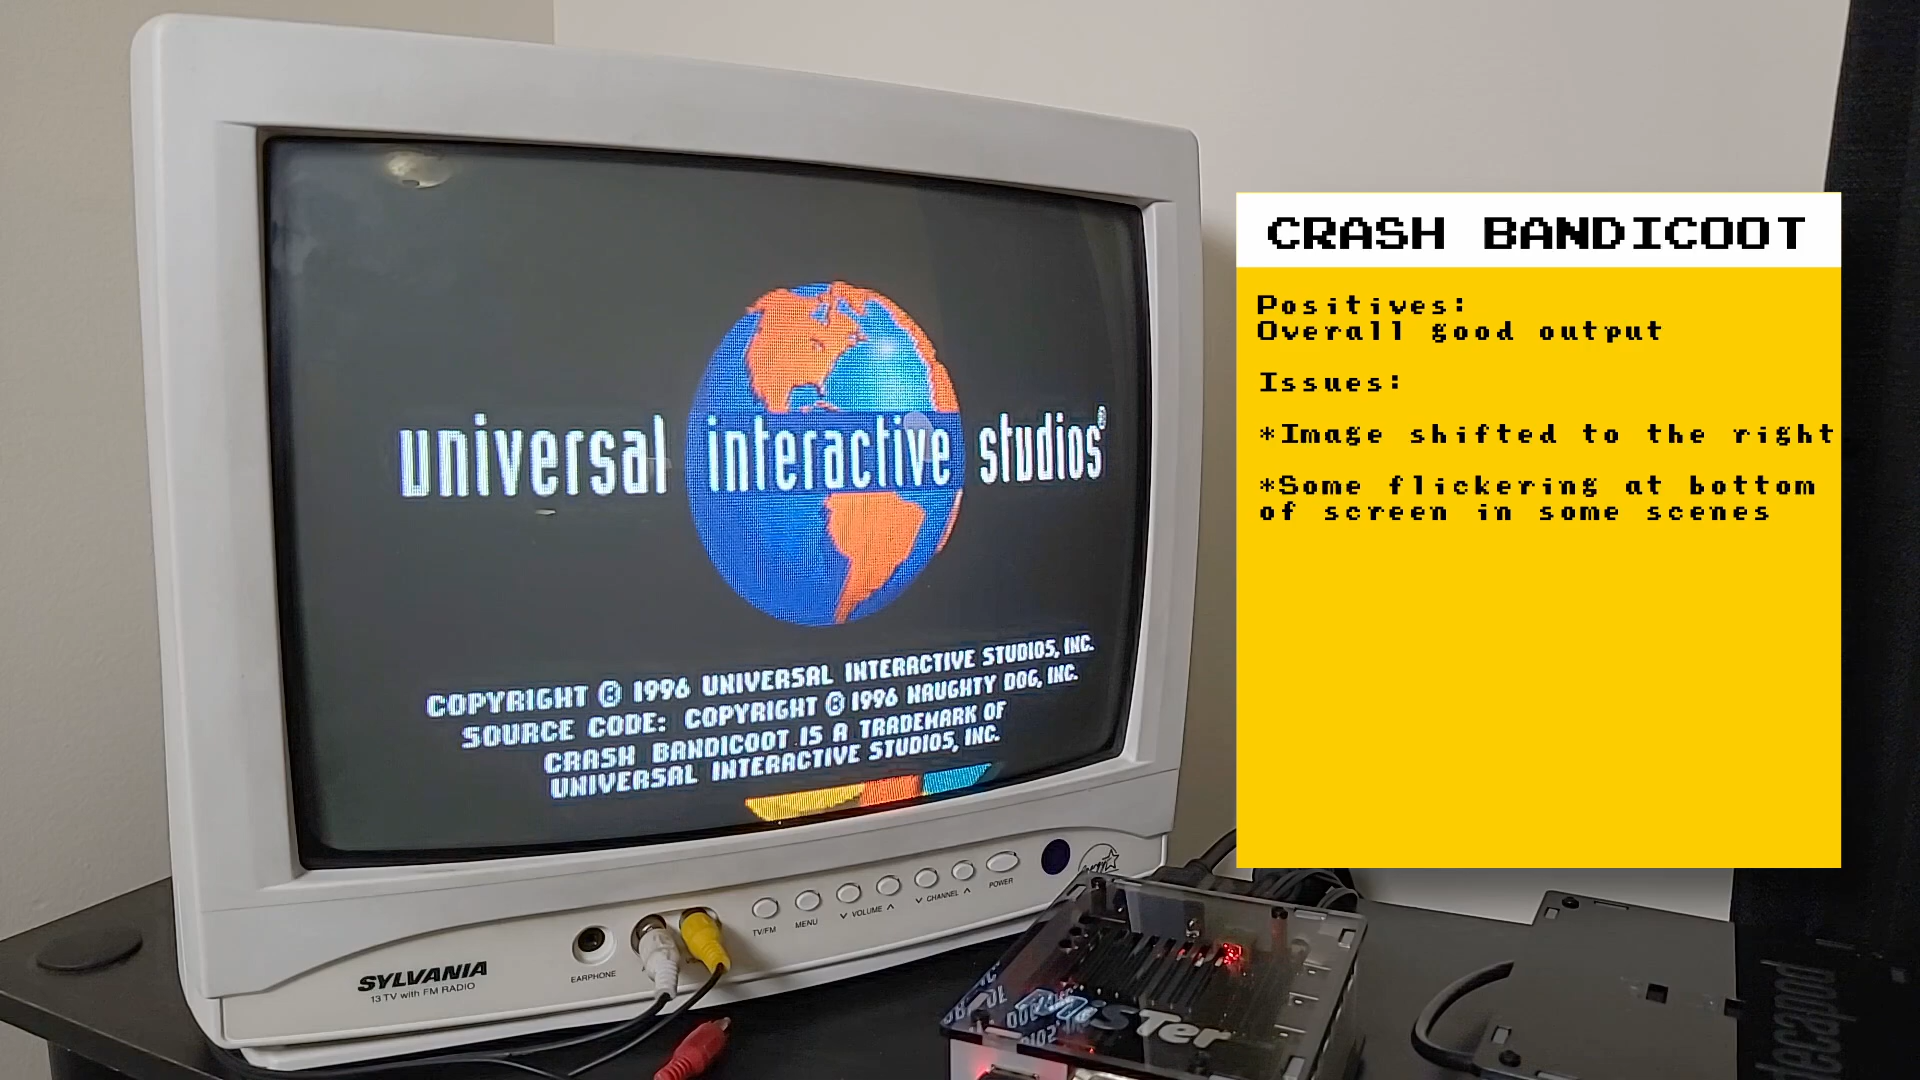 CRASH BANDICOOT
Positives:
Overall good output
Issues:
*Image shifted to the right
*Some flickering at bottom
of screen in some scenes
universal interactive studios®
COPYRIGHT © 1996 UNIVERSAL INTERACTIVE STUDIOS, INC.
SOURCE CODE: COPYRIGHT © 1996 NAUGHTY DOG, INC.
CRASH BANDICOOT IS A TRADEMARK OF
UNIVERSAL INTERACTIVE STUDIOS, INC.
TV/FM
MENU
VOLUME
CHANNEL
POWER
EARPHONE
SYLVANIA
13 TV with FM RADIO
MiSTer
decapod